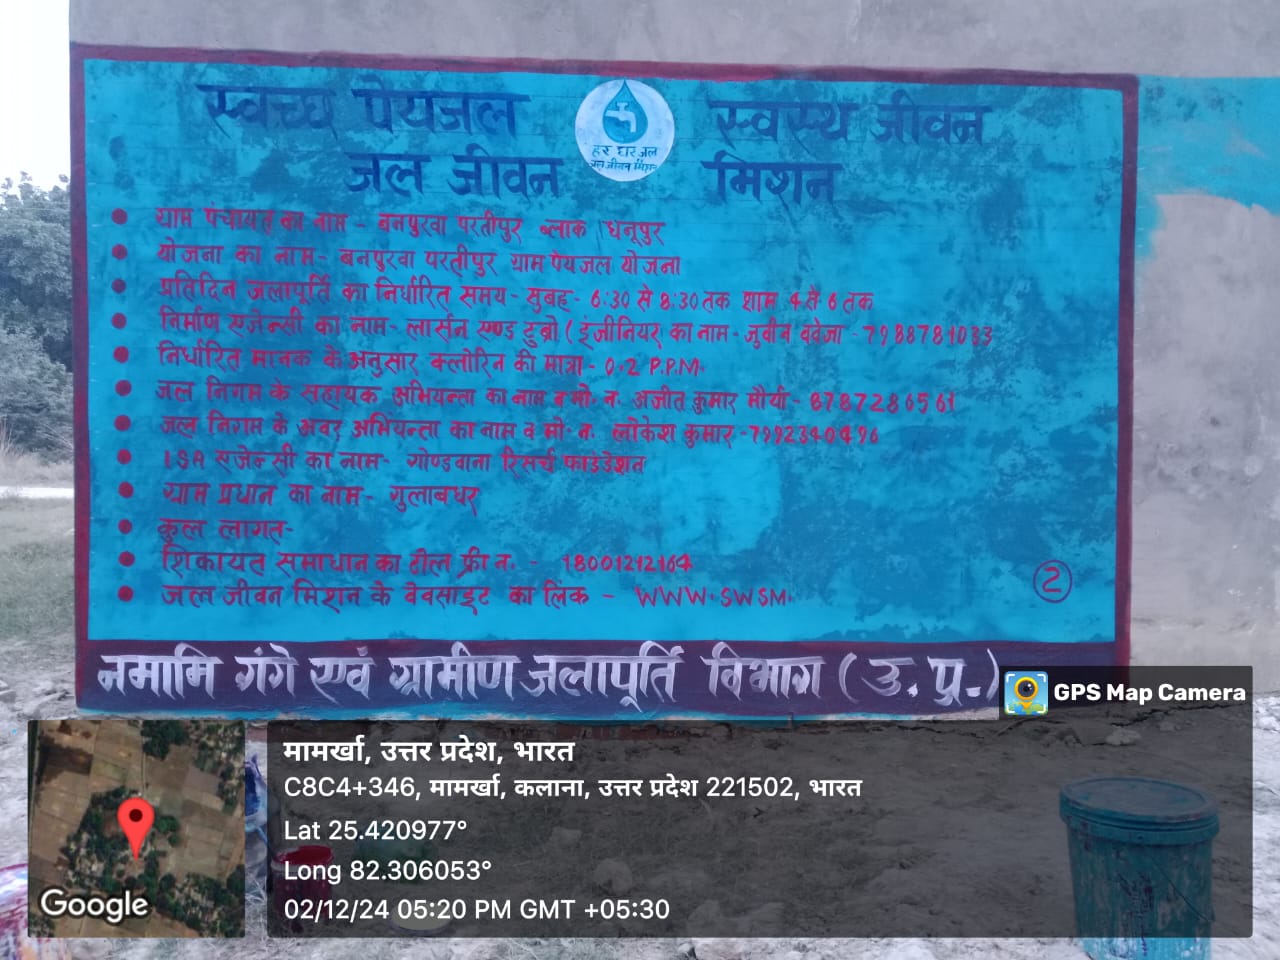 स्वच्छ पेयजल स्वस्थ जीवन
हर घर जल
जल जीवन मिशन
जल जीवन मिशन
ग्राम पंचायत का नाम - बनपुरवा परतीपुर ब्लाक धनूपुर
योजना का नाम - बनपुरवा परतीपुर ग्राम पेयजल योजना
प्रतिदिन जलापूर्ति का निर्धारित समय - सुबह - 6:30 से 8:30 तक शाम 4 से 6 तक
निर्माण एजेन्सी का नाम - लार्सन एण्ड टुब्रो ( इंजीनियर का नाम - 7988781033
निर्धारित मानक के अनुसार क्लोरिन की मात्रा - 0.2 P.P.M.
जल निगम के सहायक अभियन्ता का नाम व मो. न. अजीत कुमार मौर्या - 8787286561
जल निगम के अवर अभियन्ता का नाम व मो. न. लोकेश कुमार - 7992340496
ISA एजेन्सी का नाम - गोण्डवाना रिसर्च फाउंडेशन
ग्राम प्रधान का नाम - गुलाबधर
कुल लागत -
शिकायत समाधान का टोल फ्री न. - 18001212164
जल जीवन मिशन के वेबसाइट का लिंक - WWW.SWSM.
2
नमामि गंगे एवं ग्रामीण जलापूर्ति विभाग (उ. प्र.)
GPS Map Camera
मामर्खा, उत्तर प्रदेश, भारत
C8C4+346, मामर्खा, कलाना, उत्तर प्रदेश 221502, भारत
Lat 25.420977°
Long 82.306053°
02/12/24 05:20 PM GMT +05:30
Google